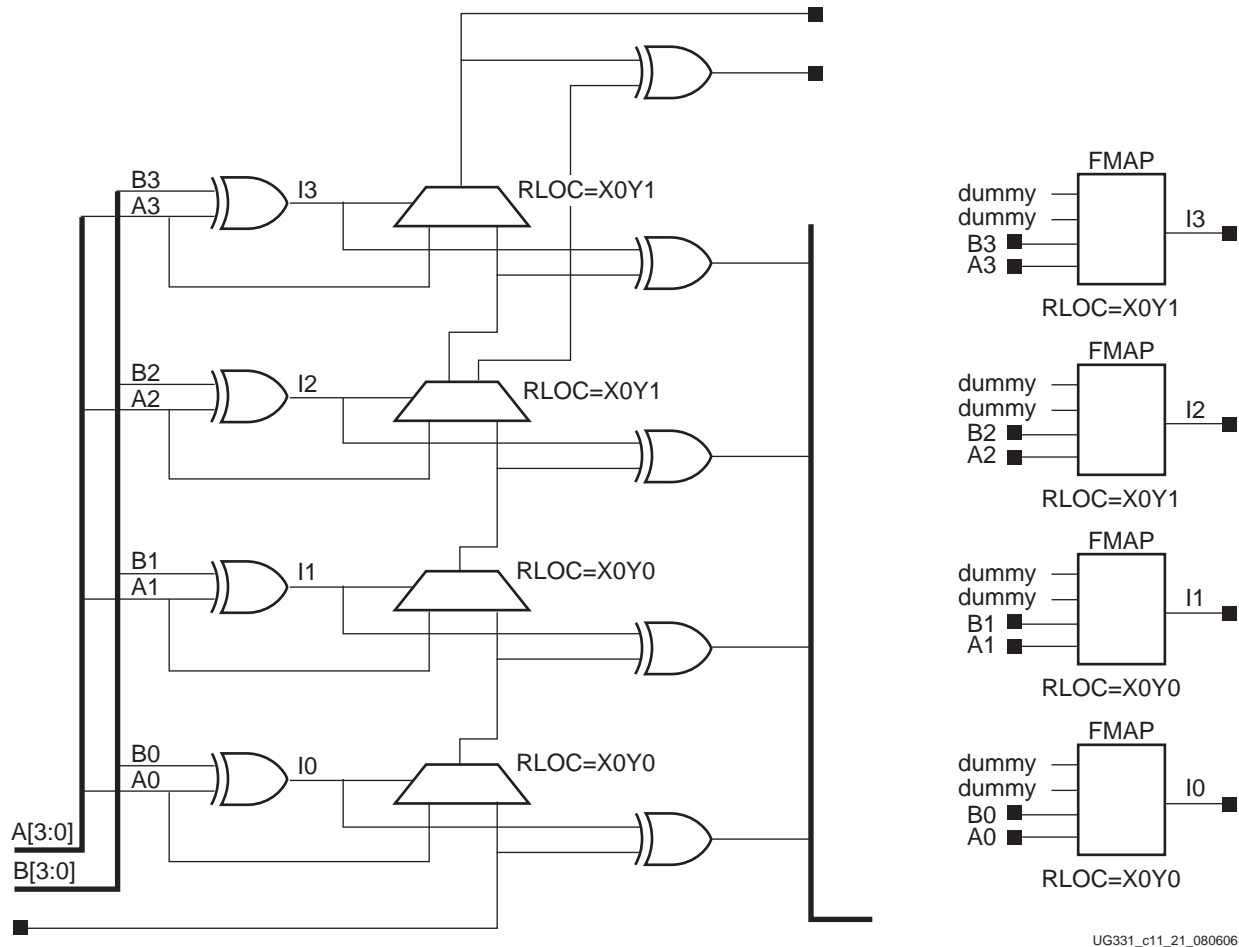 B3
A3
I3
RLOC=X0Y1
B2
A2
I2
RLOC=X0Y1
B1
A1
I1
RLOC=X0Y0
B0
A0
I0
RLOC=X0Y0
A[3:0]
B[3:0]
FMAP
dummy
dummy
B3
A3
I3
RLOC=X0Y1
FMAP
dummy
dummy
B2
A2
I2
RLOC=X0Y1
FMAP
dummy
dummy
B1
A1
I1
RLOC=X0Y0
FMAP
dummy
dummy
B0
A0
I0
RLOC=X0Y0
UG331_c11_21_080606